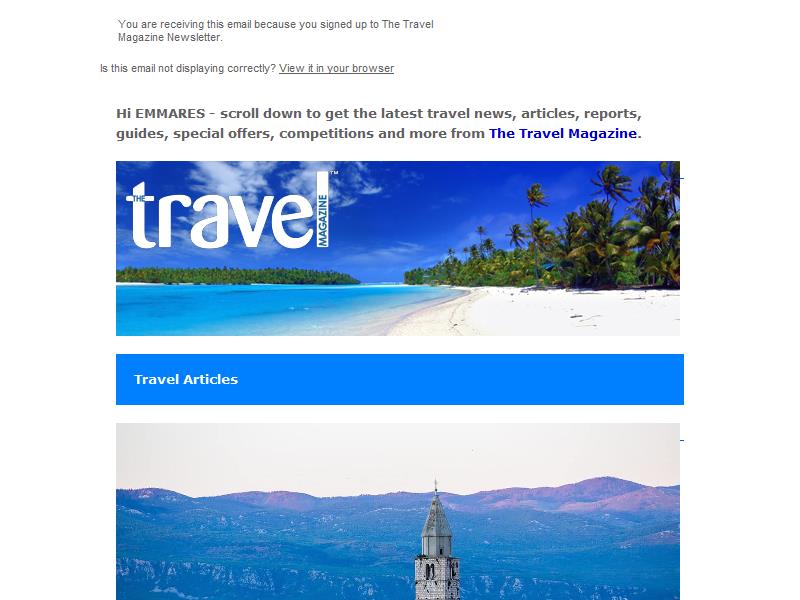 You are receiving this email because you signed up to The Travel
Magazine Newsletter.
Is this email not displaying correctly? View it in your browser
Hi EMMARES - scroll down to get the latest travel news, articles, reports,
guides, special offers, competitions and more from The Travel Magazine.
THE travel MAGAZINE™
Travel Articles